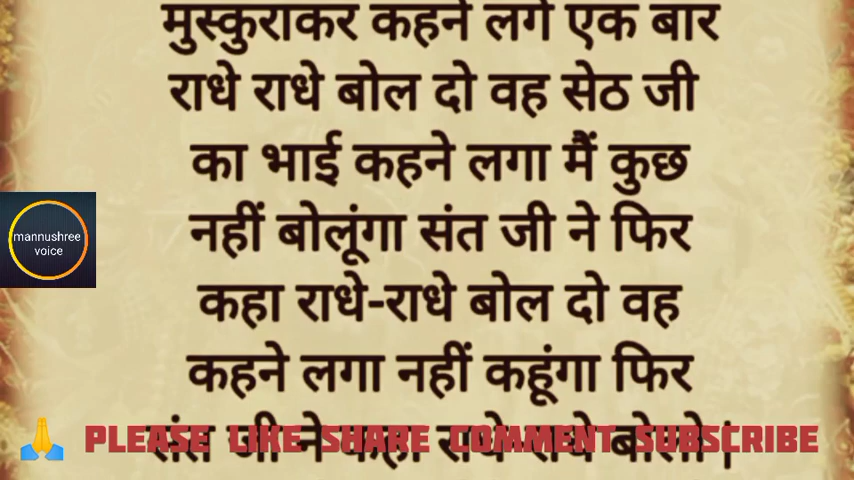 मुस्कुराकर कहने लगे एक बार
राधे राधे बोल दो वह सेठ जी
का भाई कहने लगा मैं कुछ
नहीं बोलूंगा संत जी ने फिर
कहा राधे-राधे बोल दो वह
कहने लगा नहीं कहूंगा फिर
संत जी ने कहा राधे राधे बोलो।
mannushree
voice
🙏 PLEASE LIKE SHARE COMMENT SUBSCRIBE